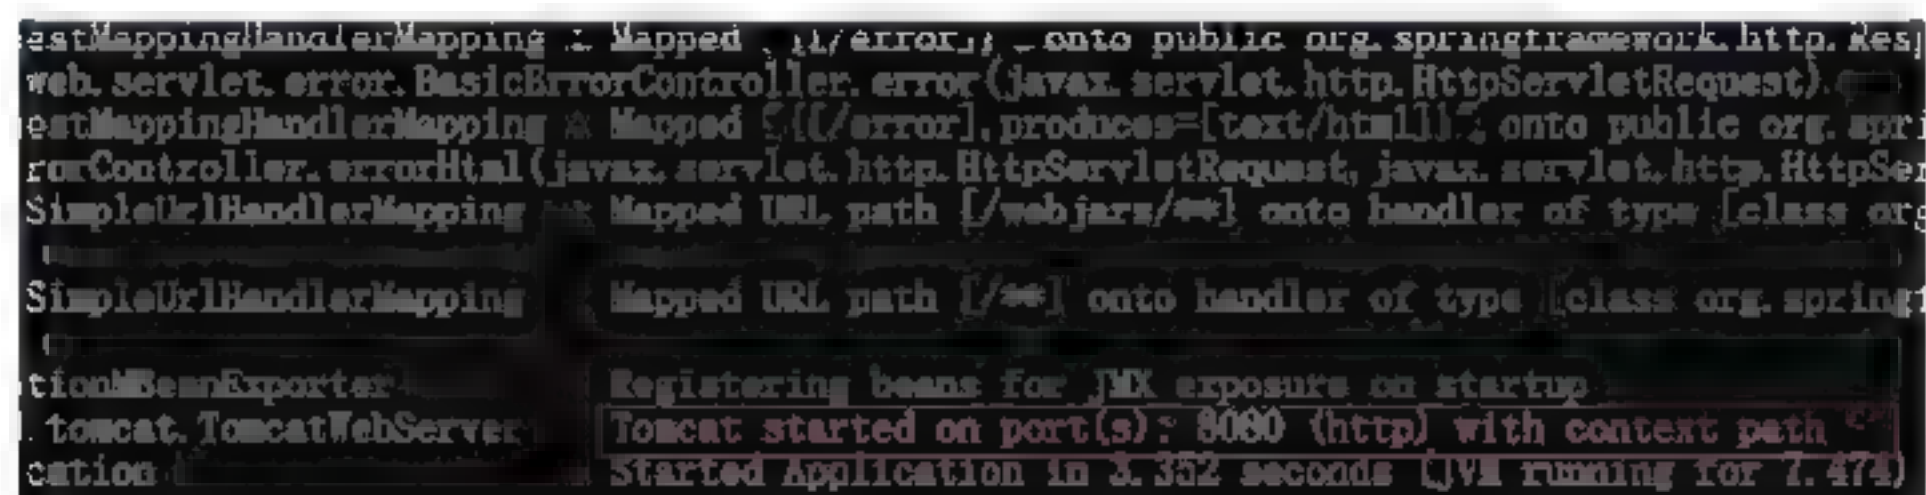 estMappingHandlerMapping : Mapped "{[/error]}" onto public org.springframework.http.Res
web.servlet.error.BasicErrorController.error(javax.servlet.http.HttpServletRequest)
estMappingHandlerMapping : Mapped "{[/error],produces=[text/html]}" onto public org.spri
rorController.errorHtml(javax.servlet.http.HttpServletRequest, javax.servlet.http.HttpSer
SimpleUrlHandlerMapping : Mapped URL path [/webjars/**] onto handler of type [class org
SimpleUrlHandlerMapping Mapped URL path [/**] onto handler of type [class org.spring
tionMBeanExporter Registering beans for JMX exposure on startup
.tomcat.TomcatWebServer Tomcat started on port(s): 8080 (http) with context path ''
cation Started Application in 3.352 seconds (JVM running for 7.474)